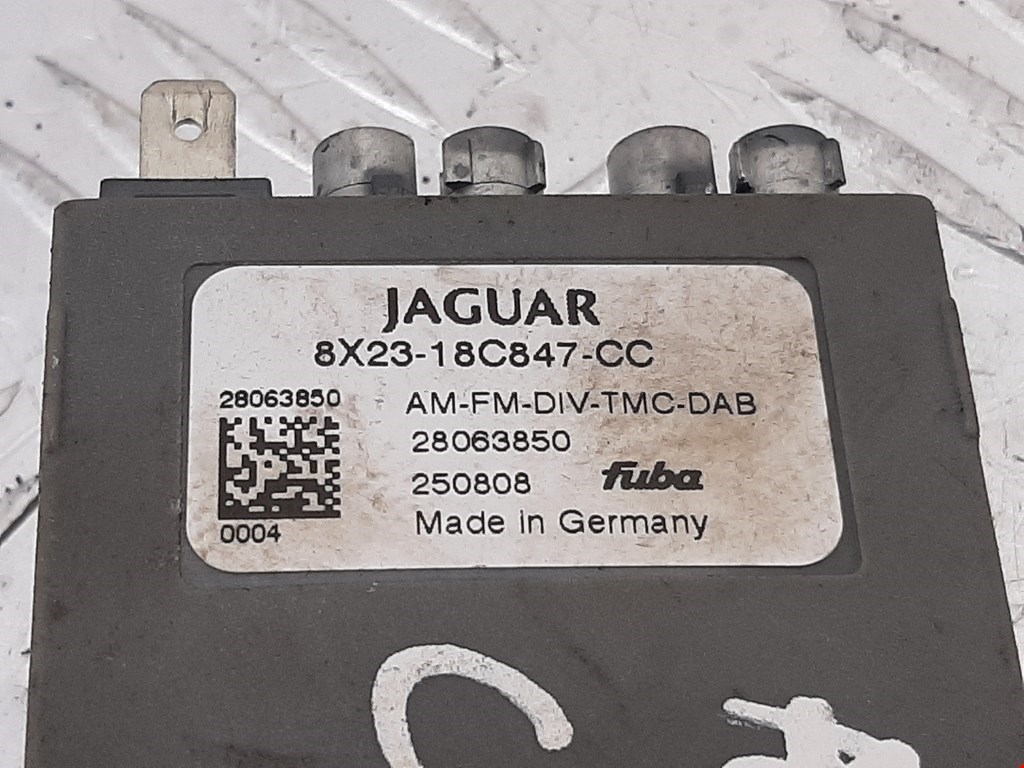 JAGUAR
8X23-18C847-CC
28063850
AM-FM-DIV-TMC-DAB
28063850
250808 fuba
0004
Made in Germany